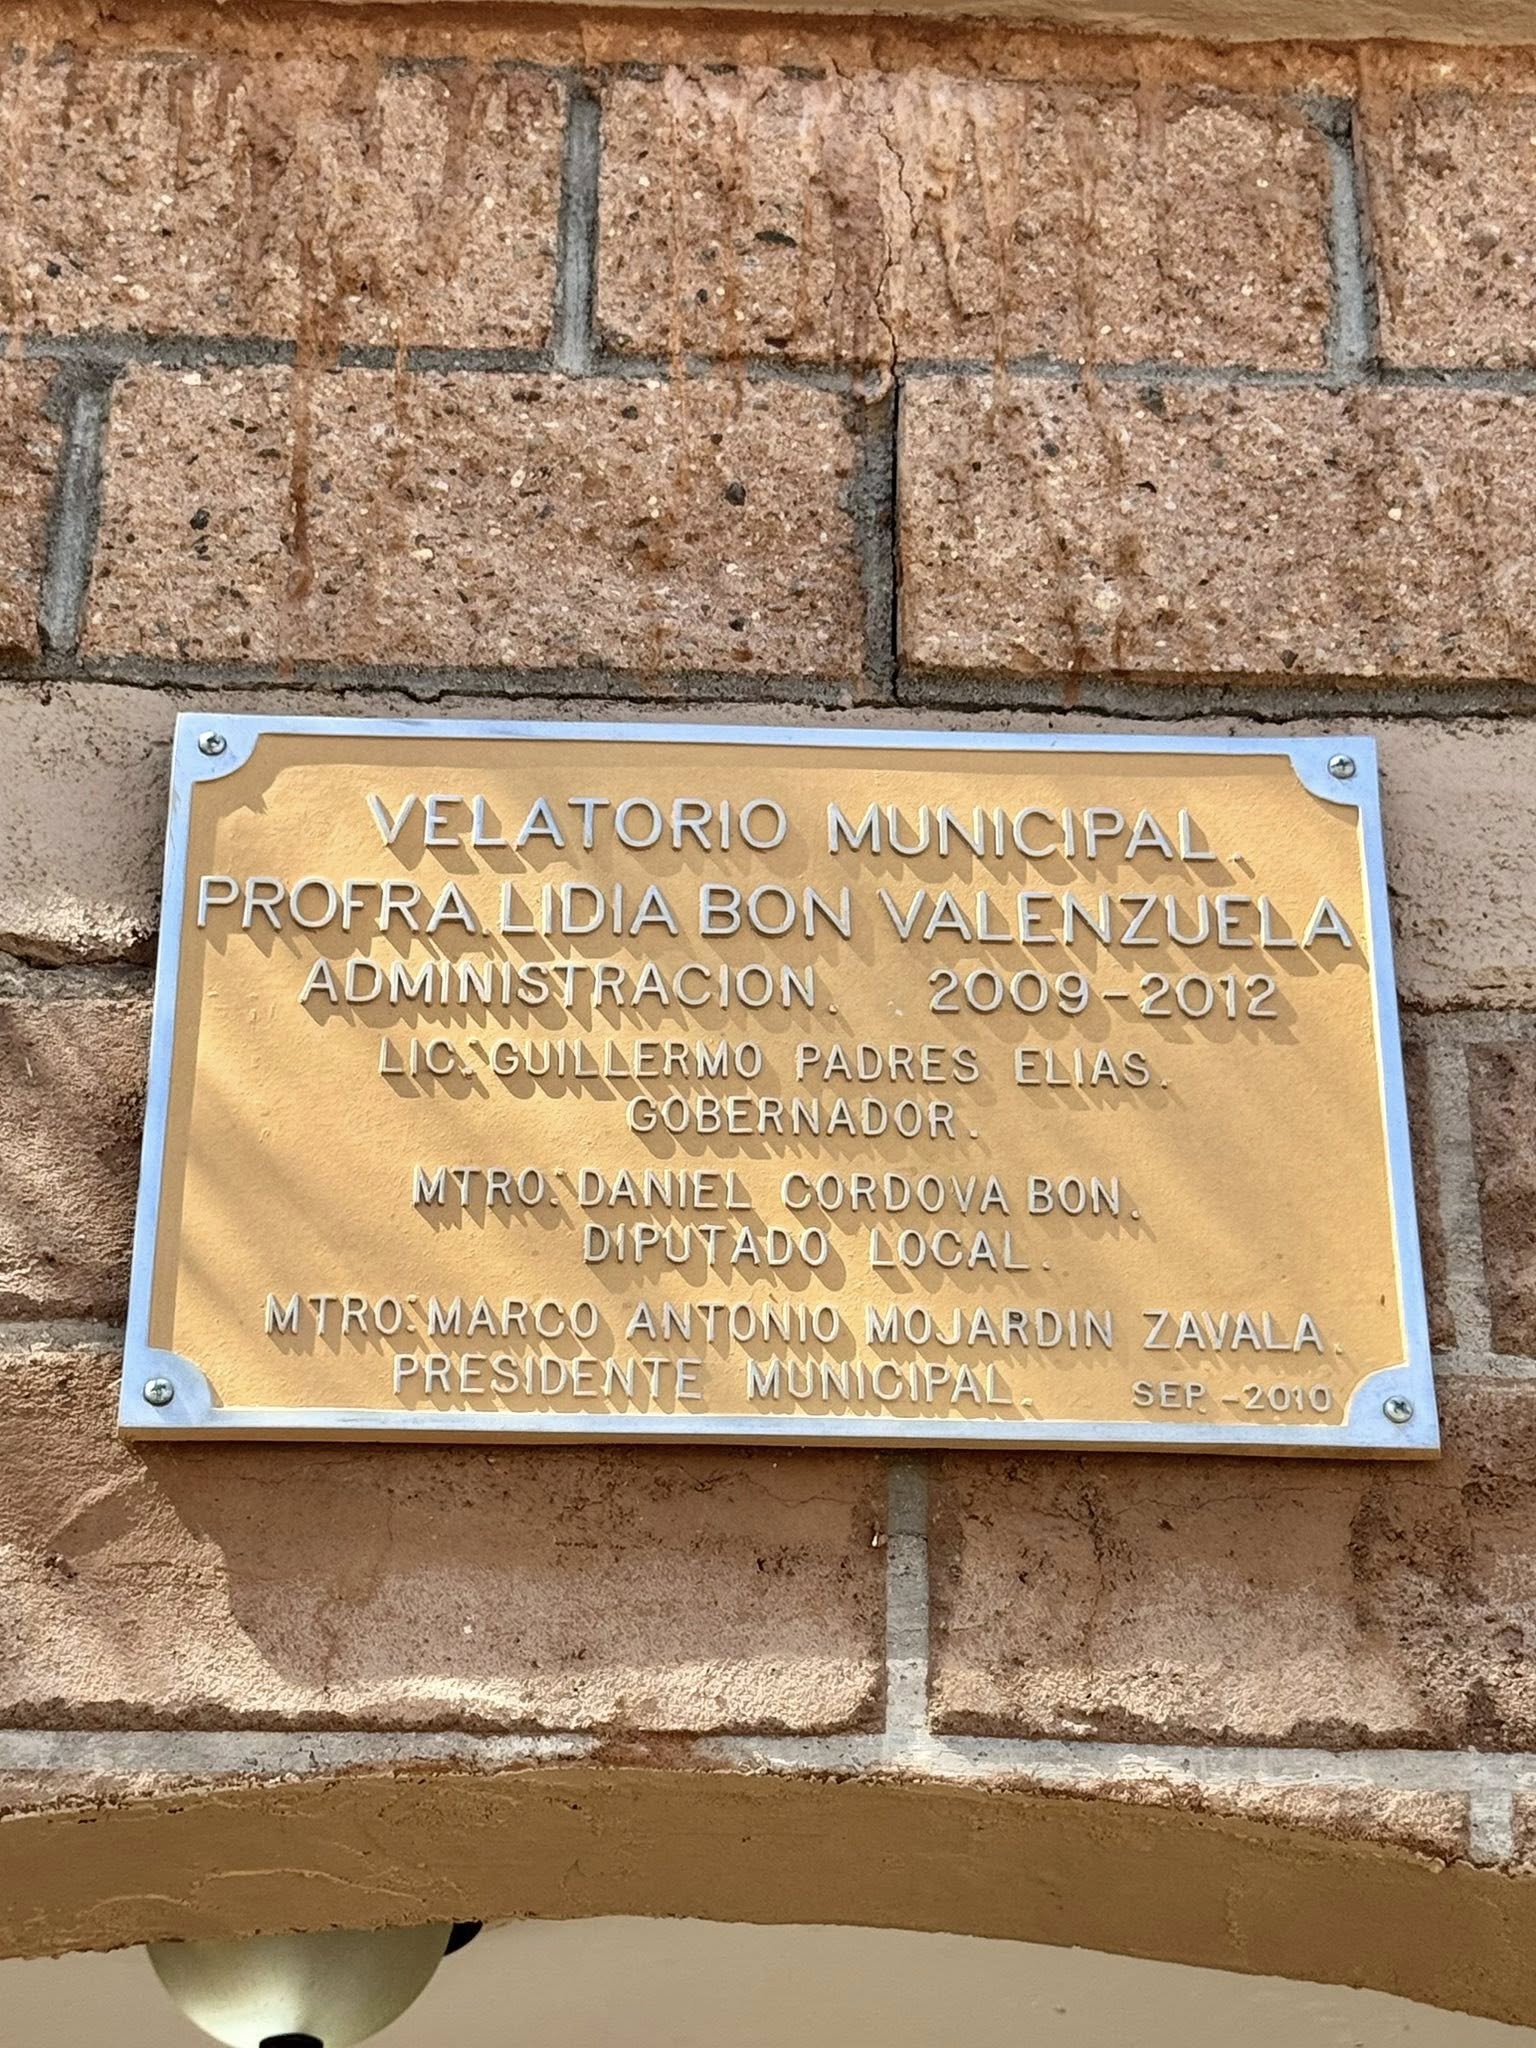 VELATORIO MUNICIPAL.
PROFRA. LIDIA BON VALENZUELA
ADMINISTRACION. 2009-2012
LIC. GUILLERMO PADRES ELIAS.
GOBERNADOR.
MTRO. DANIEL CORDOVA BON.
DIPUTADO LOCAL.
MTRO. MARCO ANTONIO MOJARDIN ZAVALA.
PRESIDENTE MUNICIPAL. SEP. -2010